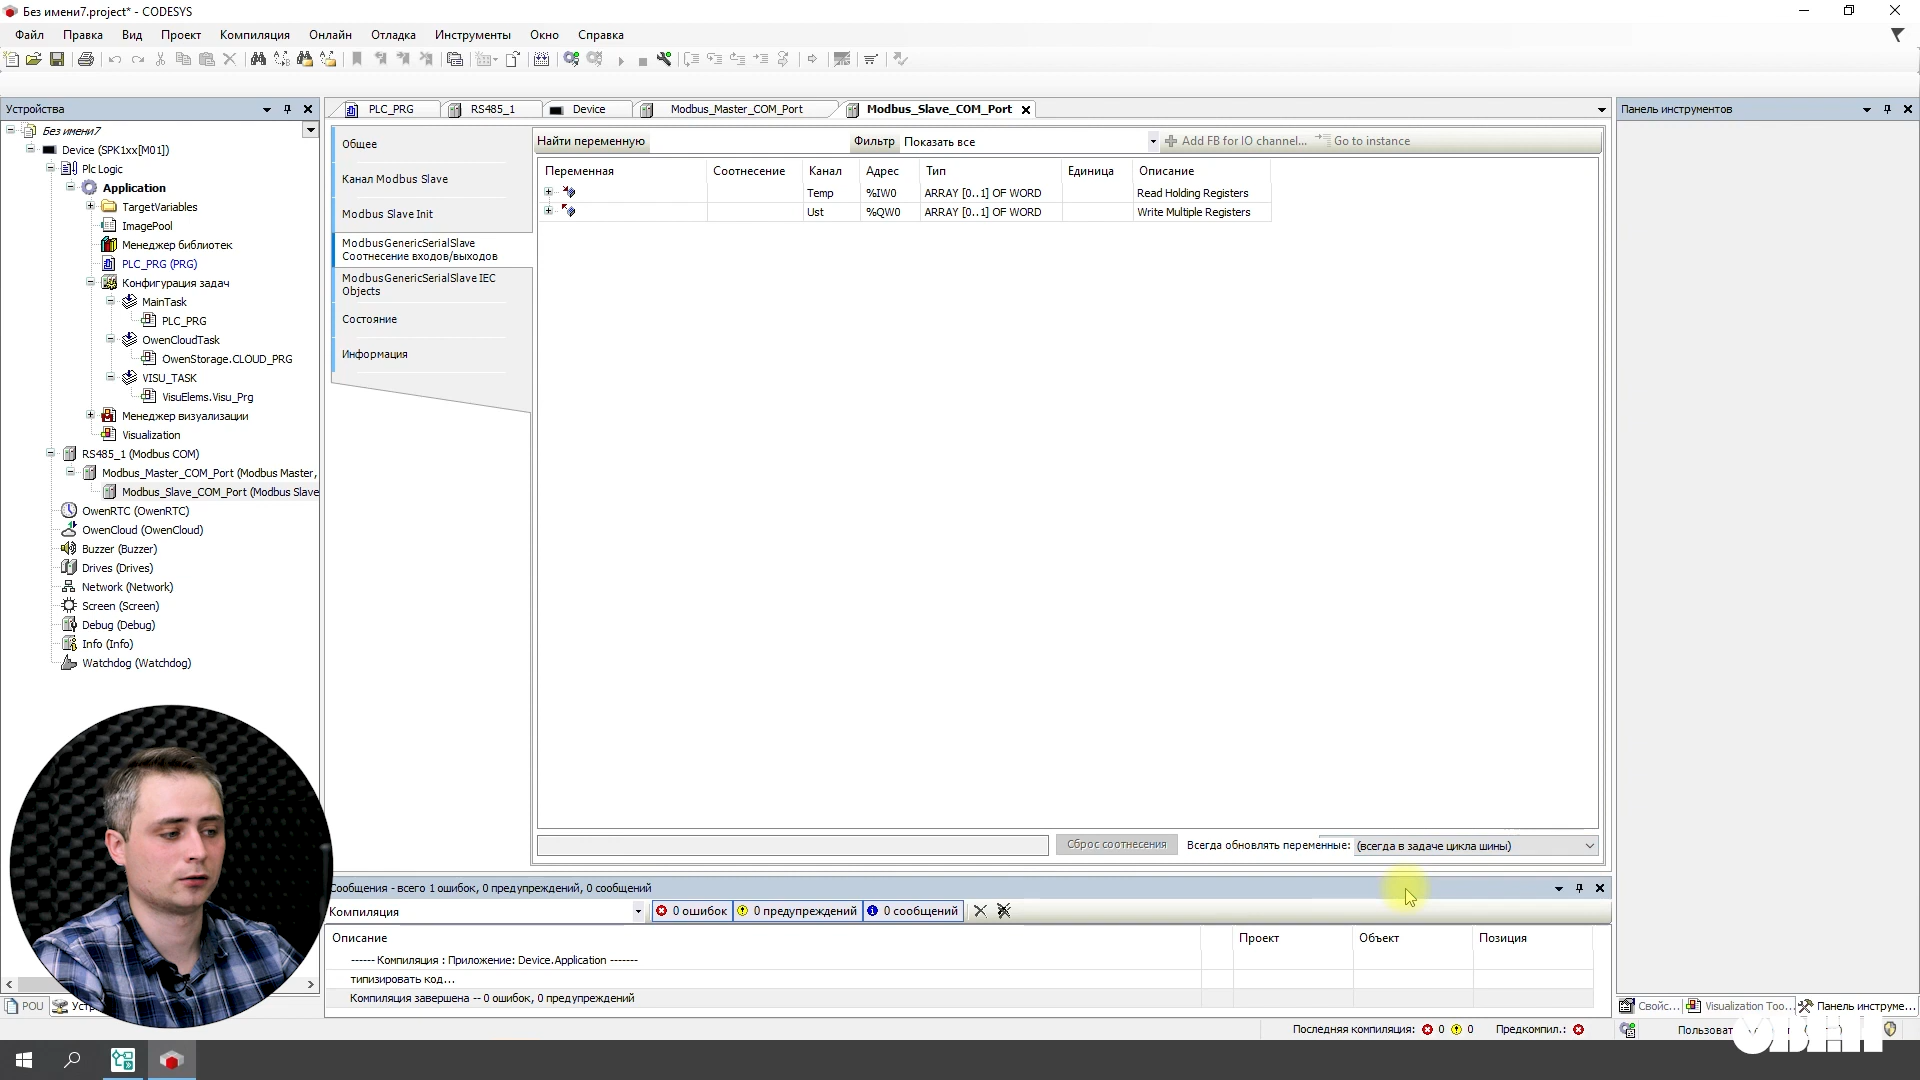 Без имени7.project* - CODESYS
Файл Правка Вид Проект Компиляция Онлайн Отладка Инструменты Окно Справка
Устройства
Без имени7
Device (SPK1xx[M01])
Plc Logic
Application
TargetVariables
ImagePool
Менеджер библиотек
PLC_PRG (PRG)
Конфигурация задач
MainTask
PLC_PRG
OwenCloudTask
OwenStorage.CLOUD_PRG
VISU_TASK
VisuElems.Visu_Prg
Менеджер визуализации
Visualization
RS485_1 (Modbus COM)
Modbus_Master_COM_Port (Modbus Master,
Modbus_Slave_COM_Port (Modbus Slave
OwenRTC (OwenRTC)
OwenCloud (OwenCloud)
Buzzer (Buzzer)
Drives (Drives)
Network (Network)
Screen (Screen)
Debug (Debug)
Info (Info)
Watchdog (Watchdog)
POU
PLC_PRG RS485_1 Device Modbus_Master_COM_Port Modbus_Slave_COM_Port
Общее
Канал Modbus Slave
Modbus Slave Init
ModbusGenericSerialSlave
Соотнесение входов/выходов
ModbusGenericSerialSlave IEC
Objects
Состояние
Информация
Найти переменную Фильтр Показать все Add FB for IO channel... Go to instance
Переменная Соотнесение Канал Адрес Тип Единица Описание
Temp %IW0 ARRAY [0..1] OF WORD Read Holding Registers
Ust %QW0 ARRAY [0..1] OF WORD Write Multiple Registers
Сброс соотнесения Всегда обновлять переменные: (всегда в задаче цикла шины)
Сообщения - всего 1 ошибок, 0 предупреждений, 0 сообщений
Компиляция 0 ошибок 0 предупреждений 0 сообщений
Описание Проект Объект Позиция
------ Компиляция : Приложение: Device.Application -------
типизировать код...
Компиляция завершена -- 0 ошибок, 0 предупреждений
Панель инструментов
Свойс... Visualization Too... Панель инструме...
Последняя компиляция: 0 0 Предкомпил.:
ОВЕН